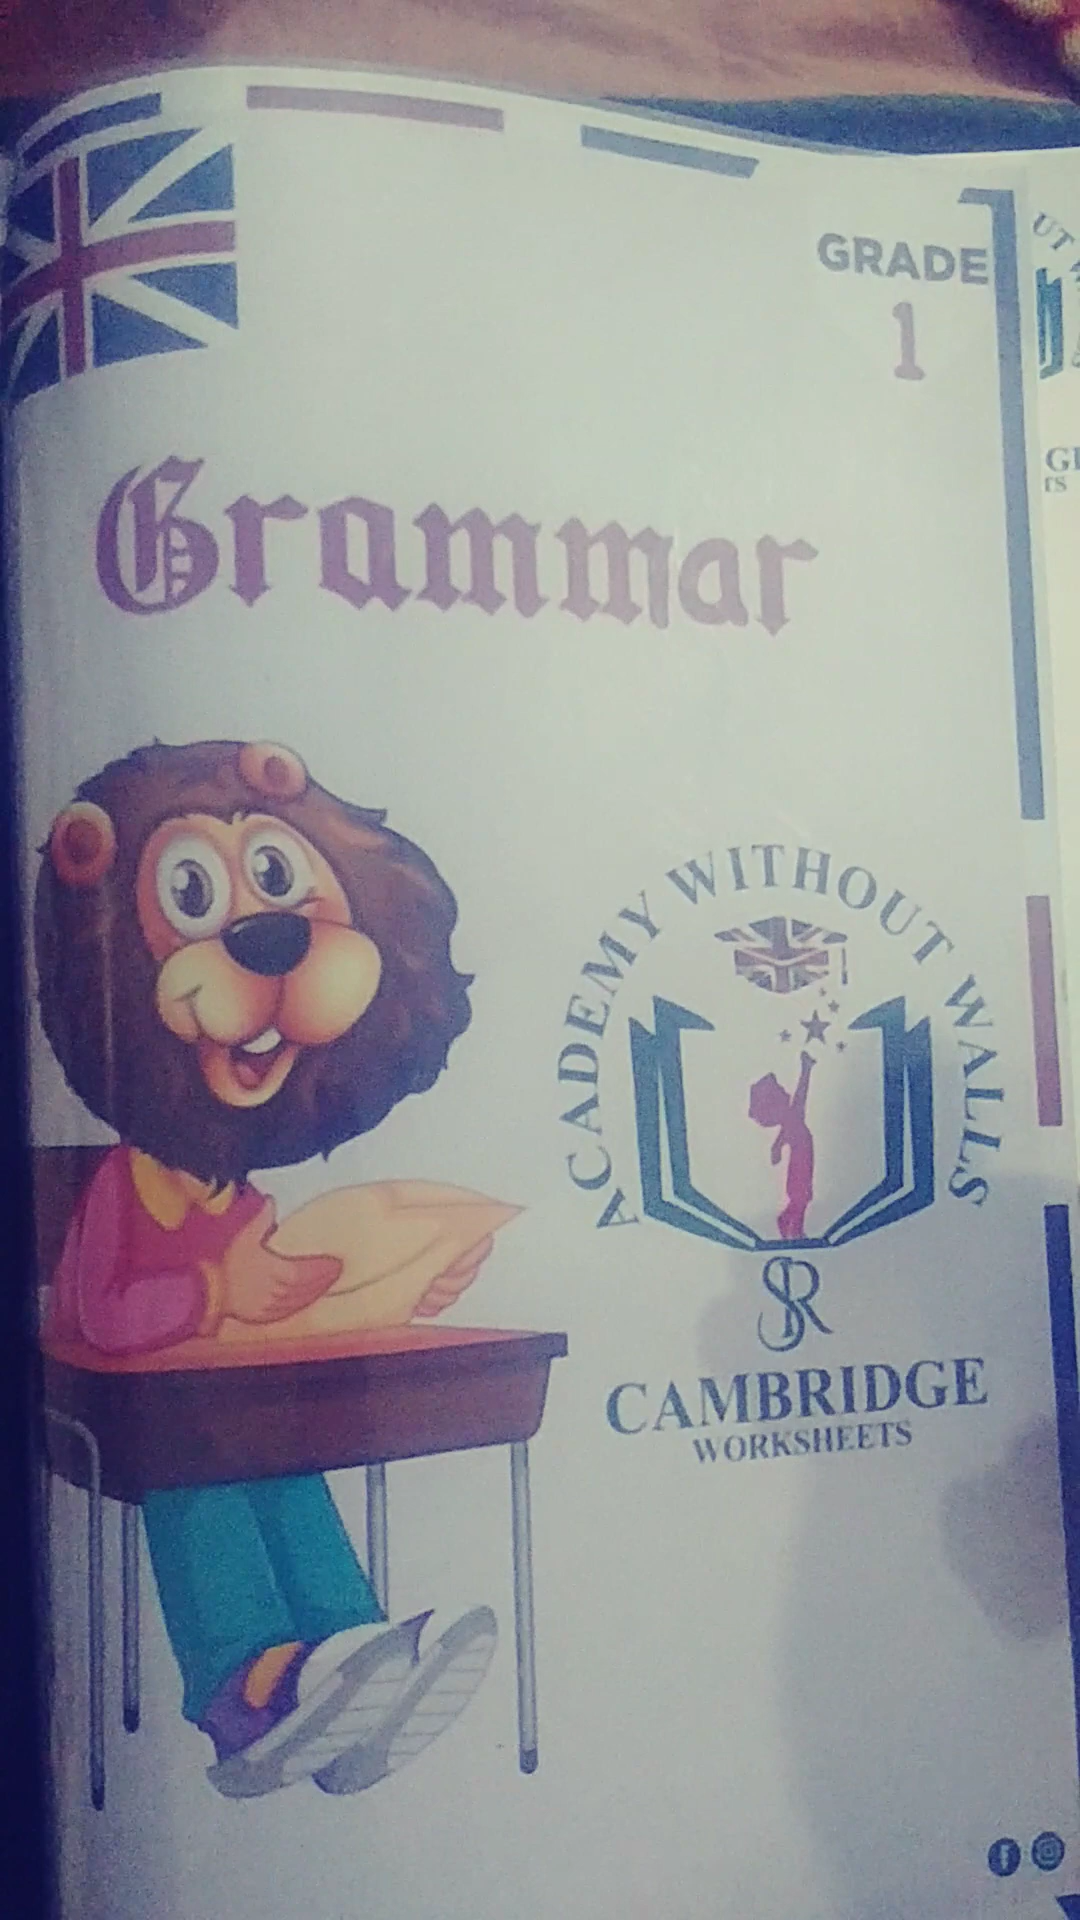 GRADE
1
Grammar
ACADEMY WITHOUT WALLS
SR
CAMBRIDGE
WORKSHEETS